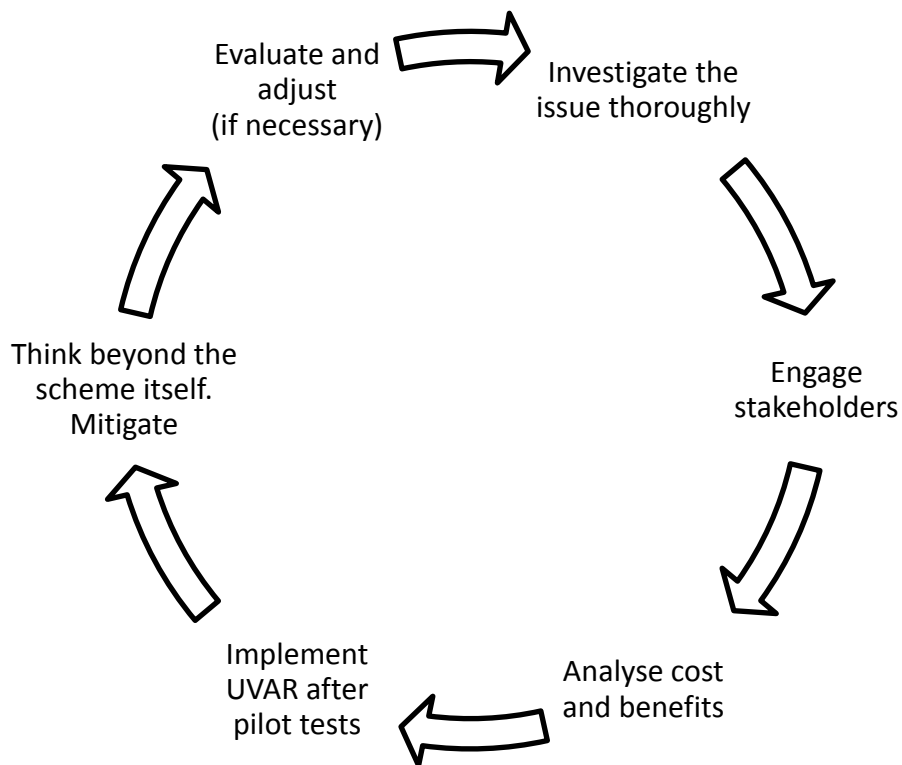 Evaluate and
adjust
(if necessary)
Investigate the
issue thoroughly
Engage
stakeholders
Analyse cost
and benefits
Implement
UVAR after
pilot tests
Think beyond the
scheme itself.
Mitigate